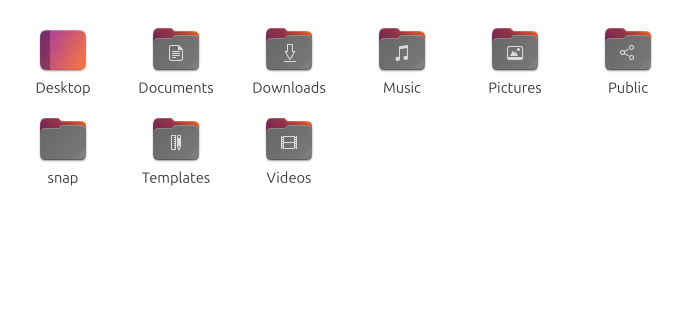 Desktop
Documents
Downloads
Music
Pictures
Public
snap
Templates
Videos